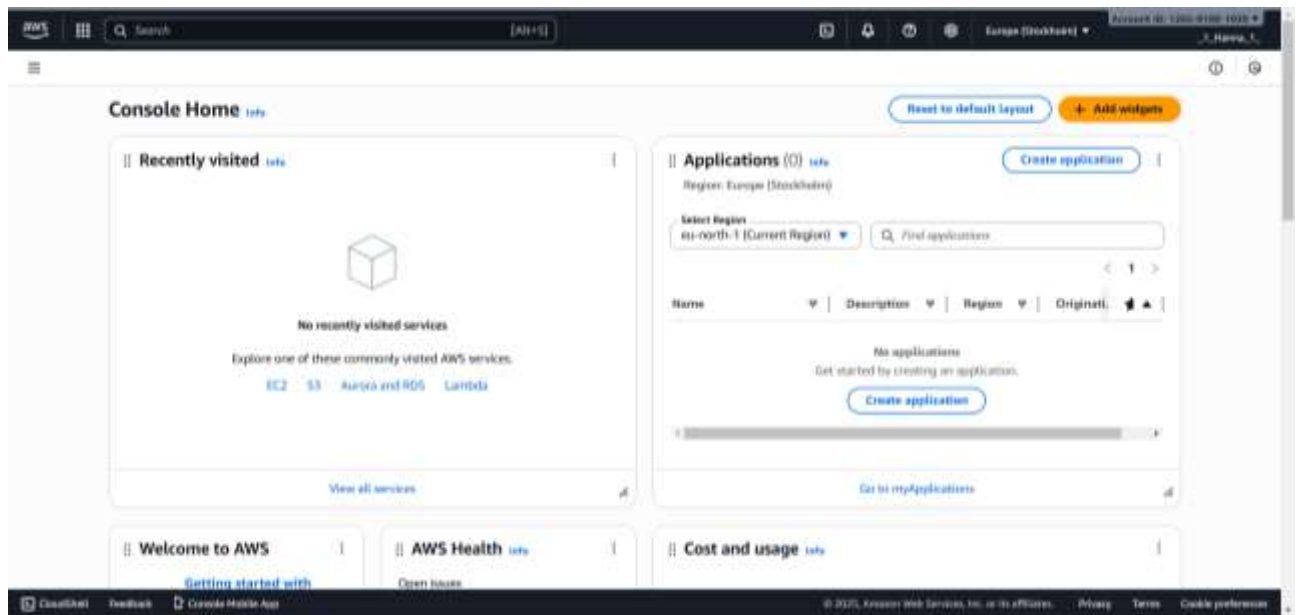 aws
Search
[Alt+S]
Europe (Stockholm)
Account ID:
Console Home Info
Reset to default layout
+ Add widgets
Recently visited Info
No recently visited services
Explore one of these commonly visited AWS services.
EC2 S3 Aurora and RDS Lambda
View all services
Applications (0) Info
Create application
Region: Europe (Stockholm)
Select Region
eu-north-1 (Current Region)
Find applications
1
Name Description Region Originati.
No applications
Get started by creating an application.
Create application
Go to myApplications
Welcome to AWS
Getting started with
AWS Health Info
Open issues
Cost and usage Info
CloudShell Feedback Console Mobile App
© 2025, Amazon Web Services, Inc. or its affiliates. Privacy Terms Cookie preferences